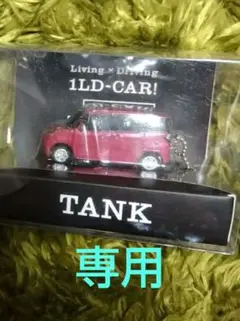 Living × Driving
1LD-CAR!
TANK
専用